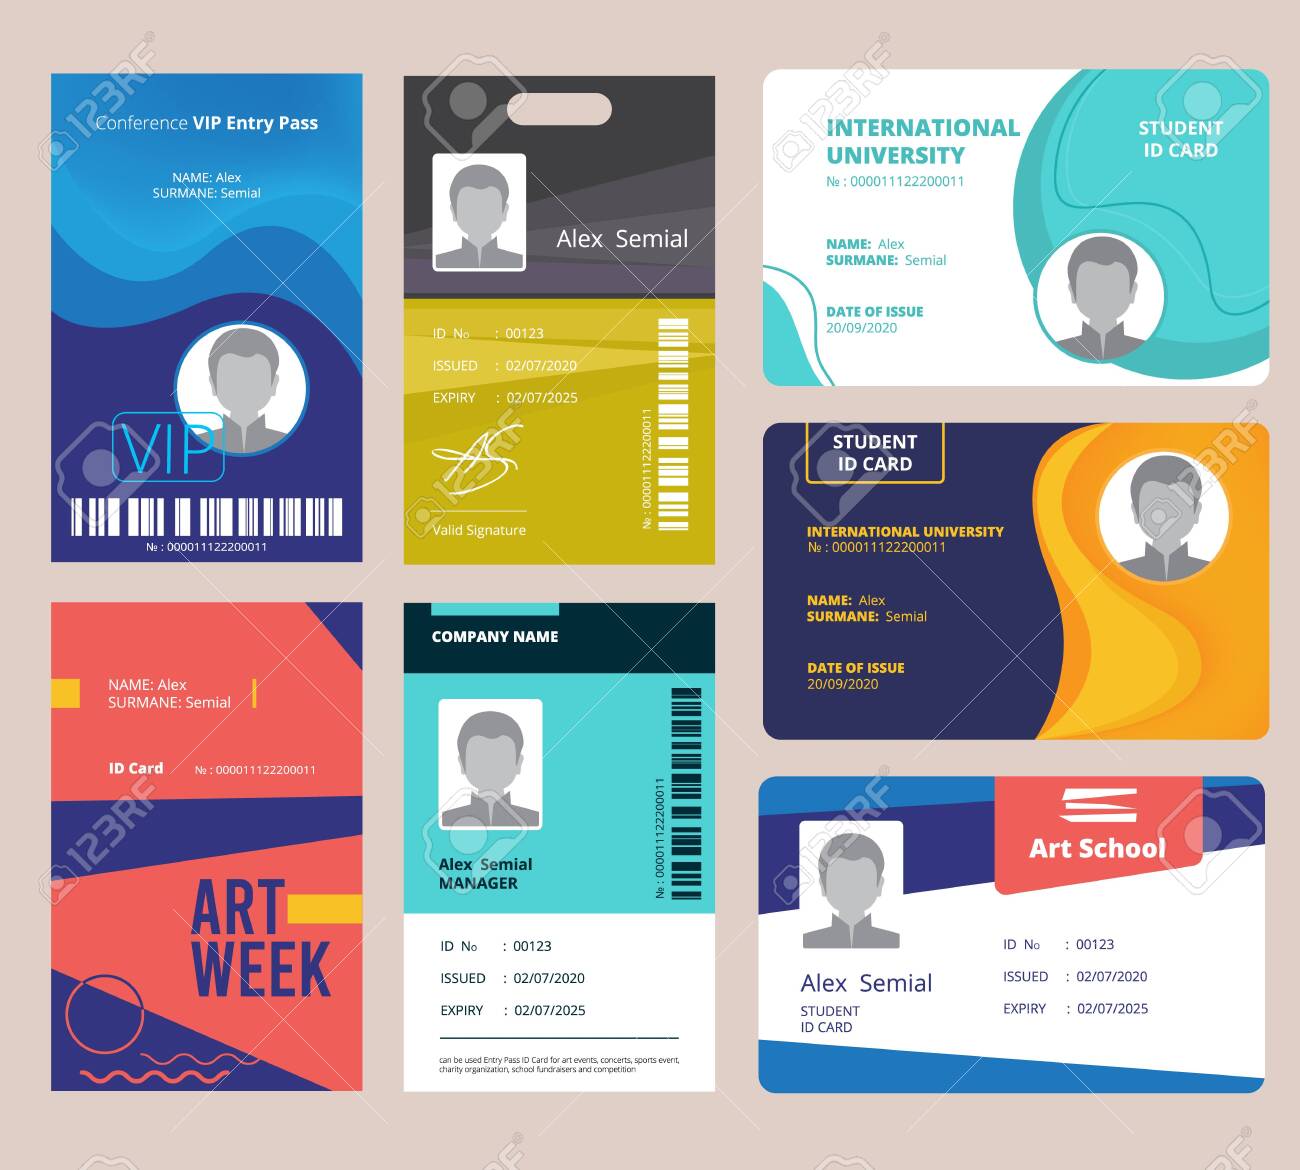 Conference VIP Entry Pass
NAME: Alex
SURMANE: Semial
VIP
№ : 000011122200011
Alex Semial
ID No : 00123
ISSUED : 02/07/2020
EXPIRY : 02/07/2025
Valid Signature
№ : 000011122200011
INTERNATIONAL
UNIVERSITY
№ : 000011122200011
STUDENT
ID CARD
NAME: Alex
SURMANE: Semial
DATE OF ISSUE
20/09/2020
STUDENT
ID CARD
INTERNATIONAL UNIVERSITY
№ : 000011122200011
NAME: Alex
SURMANE: Semial
DATE OF ISSUE
20/09/2020
NAME: Alex
SURMANE: Semial
ID Card № : 000011122200011
ART
WEEK
COMPANY NAME
Alex Semial
MANAGER
№ : 000011122200011
ID No : 00123
ISSUED : 02/07/2020
EXPIRY : 02/07/2025
can be used Entry Pass ID Card for art events, concerts, sports event,
charity organization, school fundraisers and competition
Art School
Alex Semial
STUDENT
ID CARD
ID No : 00123
ISSUED : 02/07/2020
EXPIRY : 02/07/2025
123RF